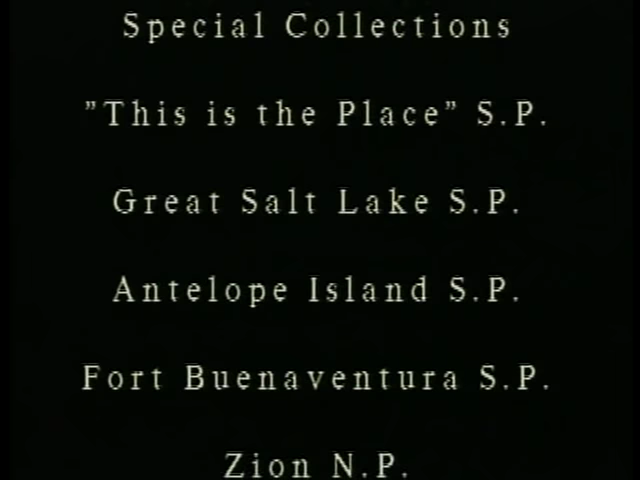 Special Collections
"This is the Place" S.P.
Great Salt Lake S.P.
Antelope Island S.P.
Fort Buenaventura S.P.
Zion N.P.